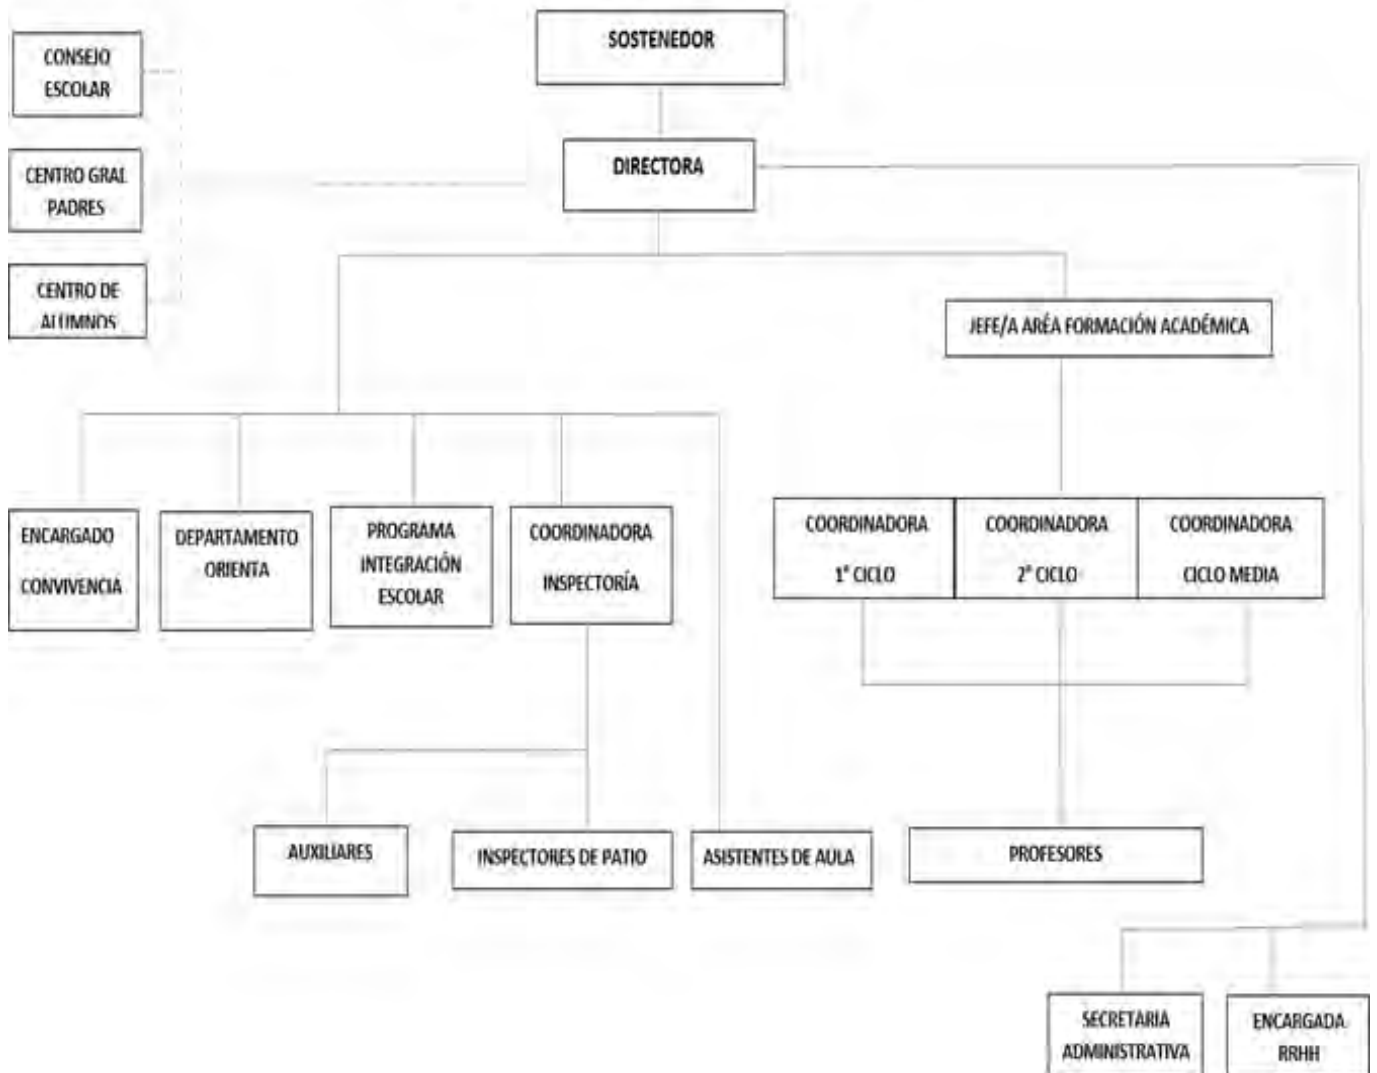 SOSTENEDOR
CONSEJO
ESCOLAR
DIRECTORA
CENTRO GRAL
PADRES
CENTRO DE
ALUMNOS
JEFE/A ARÉA FORMACIÓN ACADÉMICA
ENCARGADO
CONVIVENCIA
DEPARTAMENTO
ORIENTA
PROGRAMA
INTEGRACIÓN
ESCOLAR
COORDINADORA
INSPECTORÍA
COORDINADORA
1° CICLO
COORDINADORA
2° CICLO
COORDINADORA
CICLO MEDIA
AUXILIARES
INSPECTORES DE PATIO
ASISTENTES DE AULA
PROFESORES
SECRETARIA
ADMINISTRATIVA
ENCARGADA
RRHH